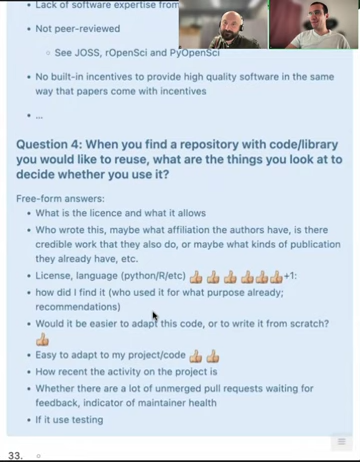 Lack of software expertise from
Not peer-reviewed
See JOSS, rOpenSci and PyOpenSci
No built-in incentives to provide high quality software in the same
way that papers come with incentives
...
Question 4: When you find a repository with code/library
you would like to reuse, what are the things you look at to
decide whether you use it?
Free-form answers:
What is the licence and what it allows
Who wrote this, maybe what affiliation the authors have, is there
credible work that they also do, or maybe what kinds of publication
they already have, etc.
License, language (python/R/etc) 👍 👍 👍 👍👍👍+1:
how did I find it (who used it for what purpose already;
recommendations)
Would it be easier to adapt this code, or to write it from scratch?
👍
Easy to adapt to my project/code 👍 👍
How recent the activity on the project is
Whether there are a lot of unmerged pull requests waiting for
feedback, indicator of maintainer health
If it use testing
33.